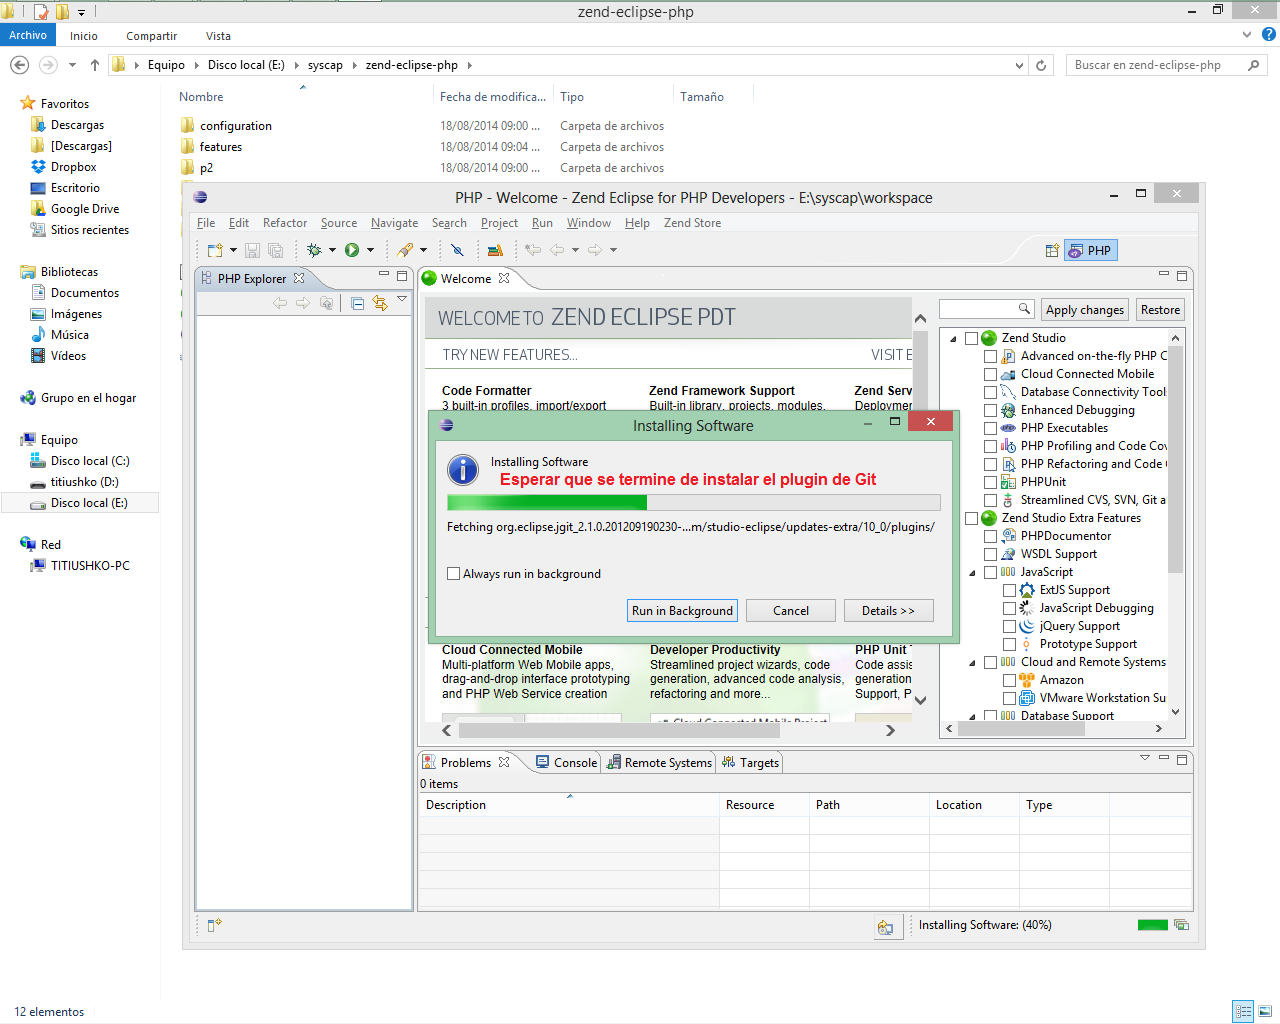 zend-eclipse-php
Archivo Inicio Compartir Vista
Equipo Disco local (E:) syscap zend-eclipse-php
Buscar en zend-eclipse-php
Nombre Fecha de modifica... Tipo Tamaño
configuration 18/08/2014 09:00 ... Carpeta de archivos
features 18/08/2014 09:04 ... Carpeta de archivos
p2 18/08/2014 09:00 ... Carpeta de archivos
Favoritos
Descargas
[Descargas]
Dropbox
Escritorio
Google Drive
Sitios recientes
Bibliotecas
Documentos
Imágenes
Música
Vídeos
Grupo en el hogar
Equipo
Disco local (C:)
titiushko (D:)
Disco local (E:)
Red
TITIUSHKO-PC
12 elementos
PHP - Welcome - Zend Eclipse for PHP Developers - E:\syscap\workspace
File Edit Refactor Source Navigate Search Project Run Window Help Zend Store
PHP
PHP Explorer
Welcome
WELCOME TO ZEND ECLIPSE PDT
TRY NEW FEATURES... VISIT E
Code Formatter
3 built-in profiles, import/export
Zend Framework Support
Built-in library, projects, modules,
Zend Serv
Deploymen
Installing Software
Installing Software
Esperar que se termine de instalar el plugin de Git
Fetching org.eclipse.jgit_2.1.0.201209190230-...m/studio-eclipse/updates-extra/10_0/plugins/
Always run in background
Run in Background Cancel Details >>
Cloud Connected Mobile
Multi-platform Web Mobile apps,
drag-and-drop interface prototyping
and PHP Web Service creation
Developer Productivity
Streamlined project wizards, code
generation, advanced code analysis,
refactoring and more...
PHP Unit
Code assis
generation
Support, P
Cloud Connected Mobile Project
Apply changes Restore
Zend Studio
Advanced on-the-fly PHP C
Cloud Connected Mobile
Database Connectivity Tool
Enhanced Debugging
PHP Executables
PHP Profiling and Code Cov
PHP Refactoring and Code
PHPUnit
Streamlined CVS, SVN, Git a
Zend Studio Extra Features
PHPDocumentor
WSDL Support
JavaScript
ExtJS Support
JavaScript Debugging
jQuery Support
Prototype Support
Cloud and Remote Systems
Amazon
VMware Workstation Su
Database Support
Problems Console Remote Systems Targets
0 items
Description Resource Path Location Type
Installing Software: (40%)